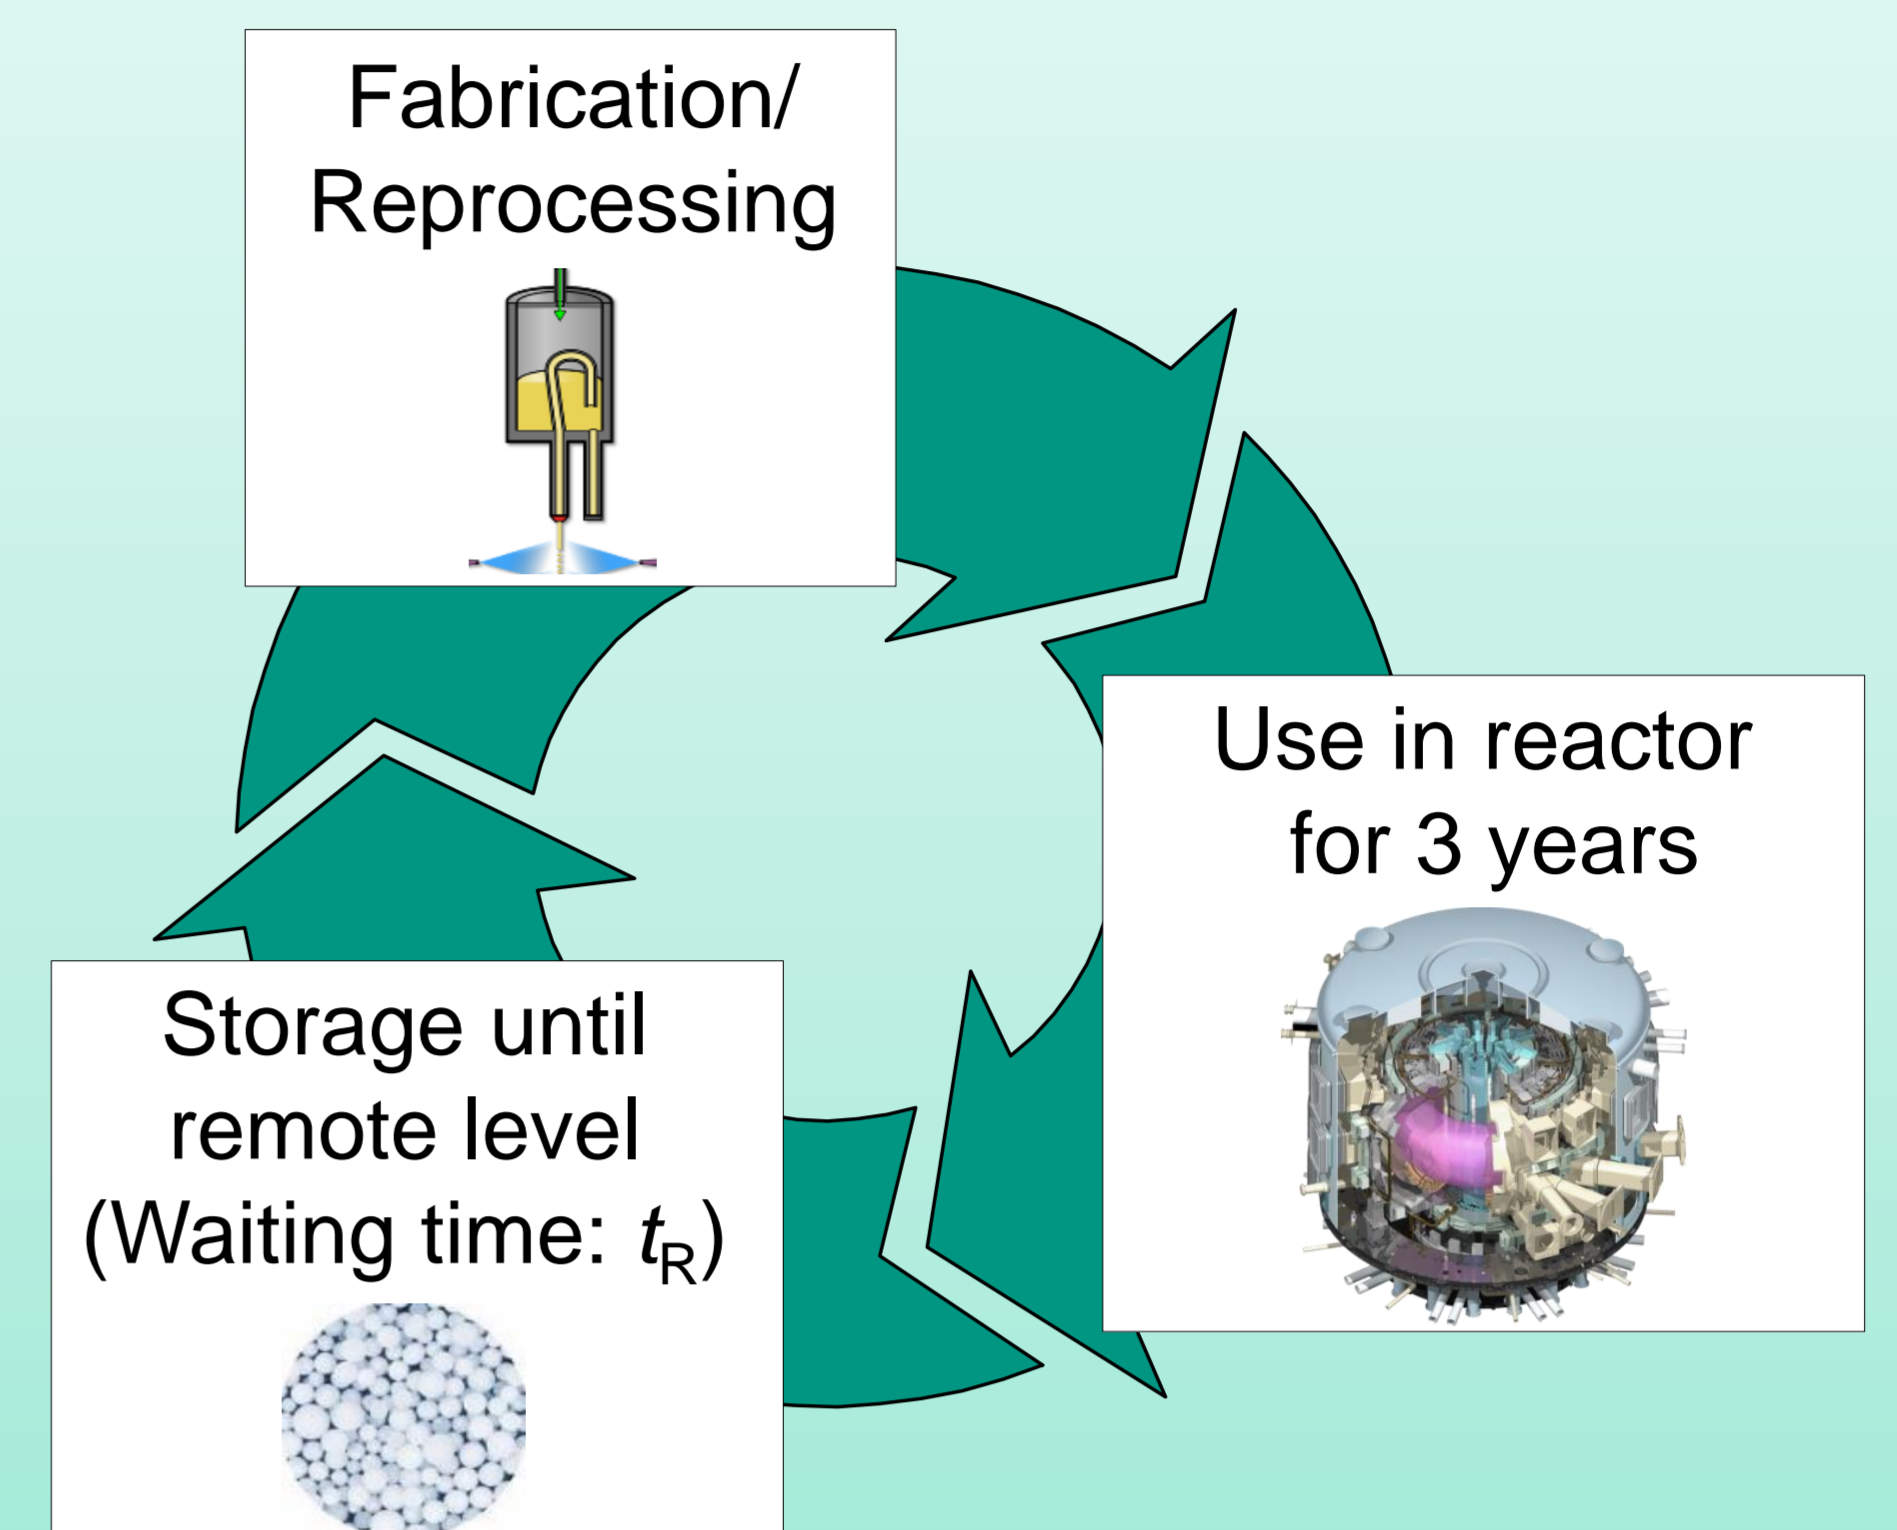 Fabrication/
Reprocessing
Use in reactor
for 3 years
Storage until
remote level
(Waiting time: tR)